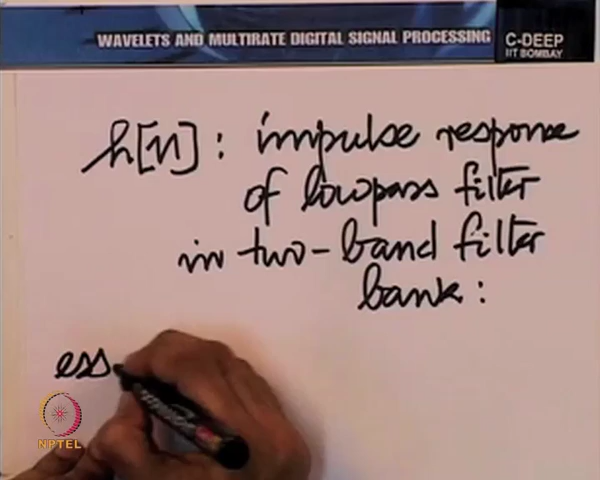 WAVELETS AND MULTIRATE DIGITAL SIGNAL PROCESSING
C-DEEP
IIT BOMBAY
h[n] : impulse response
of lowpass filter
in two-band filter
bank :
ess
NPTEL